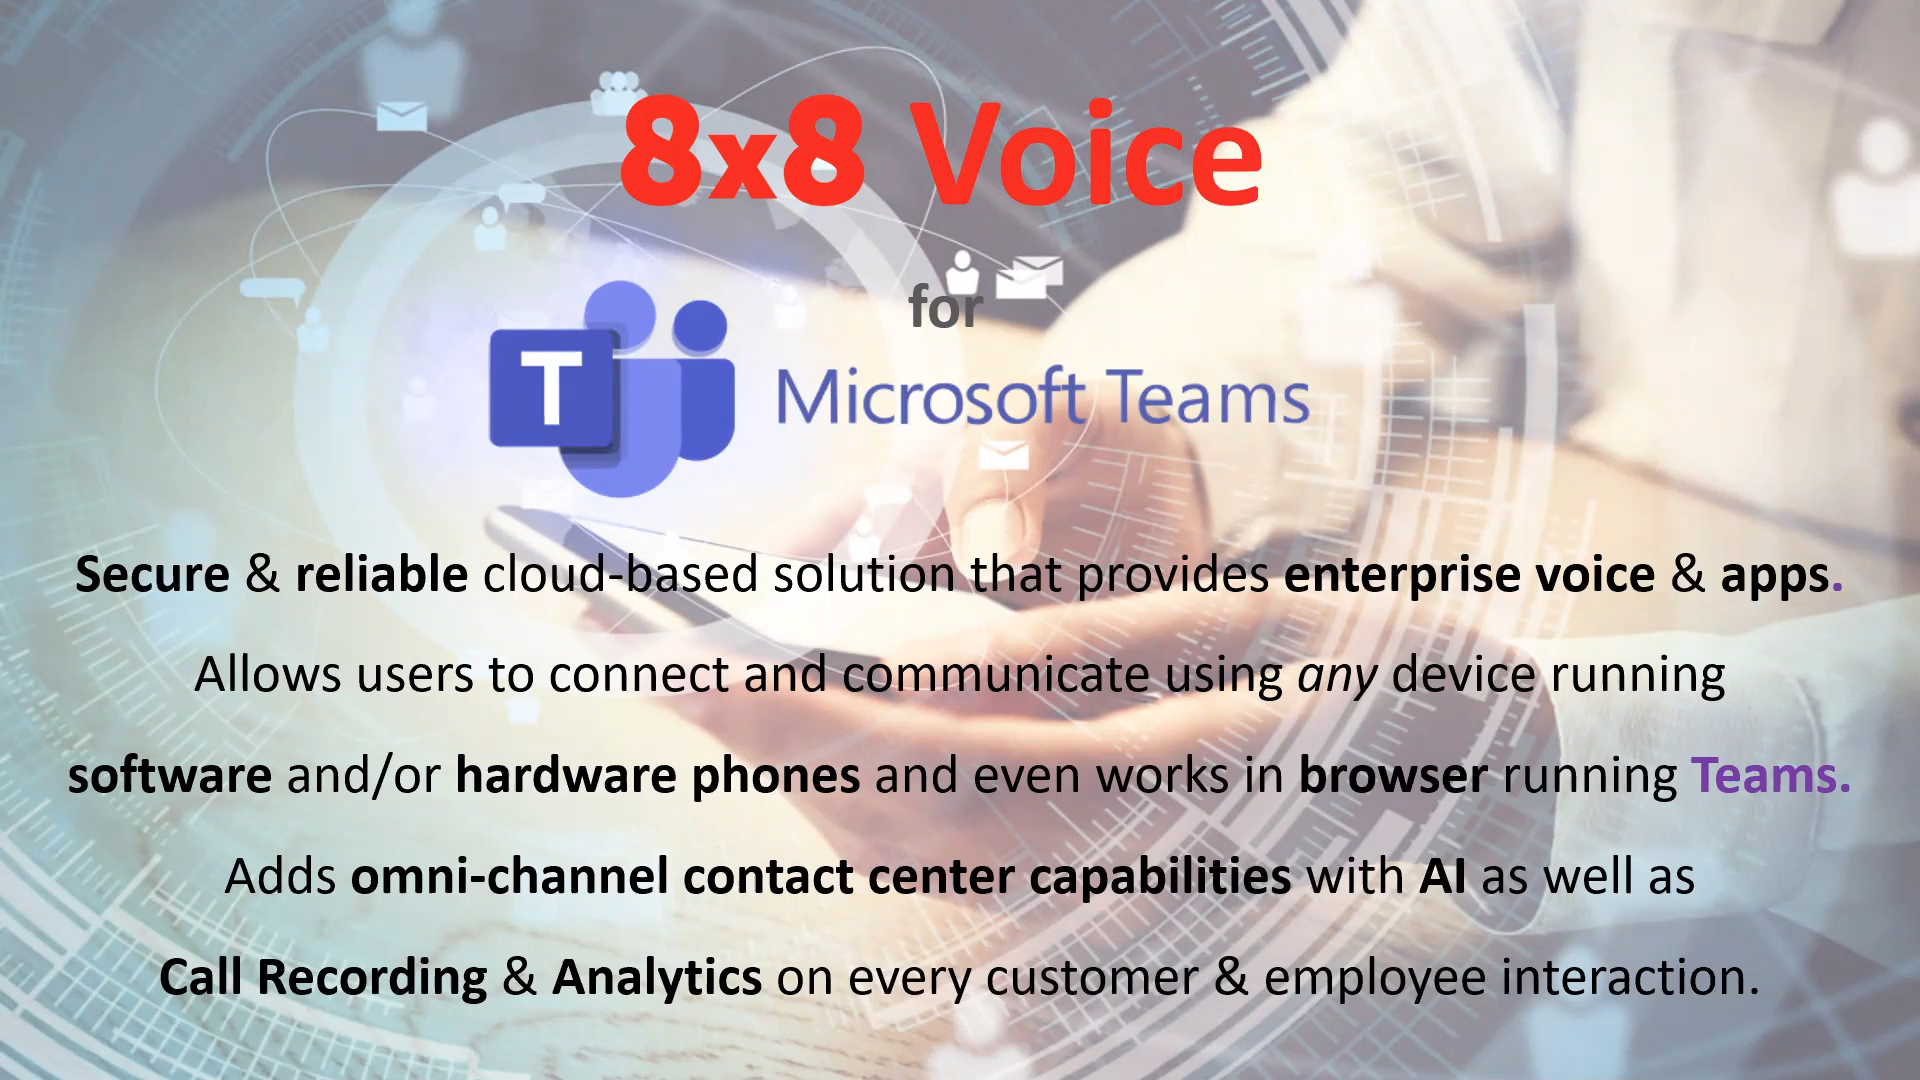 8x8 Voice
for
T
Microsoft Teams
Secure & reliable cloud-based solution that provides enterprise voice & apps.
Allows users to connect and communicate using any device running
software and/or hardware phones and even works in browser running Teams.
Adds omni-channel contact center capabilities with AI as well as
Call Recording & Analytics on every customer & employee interaction.